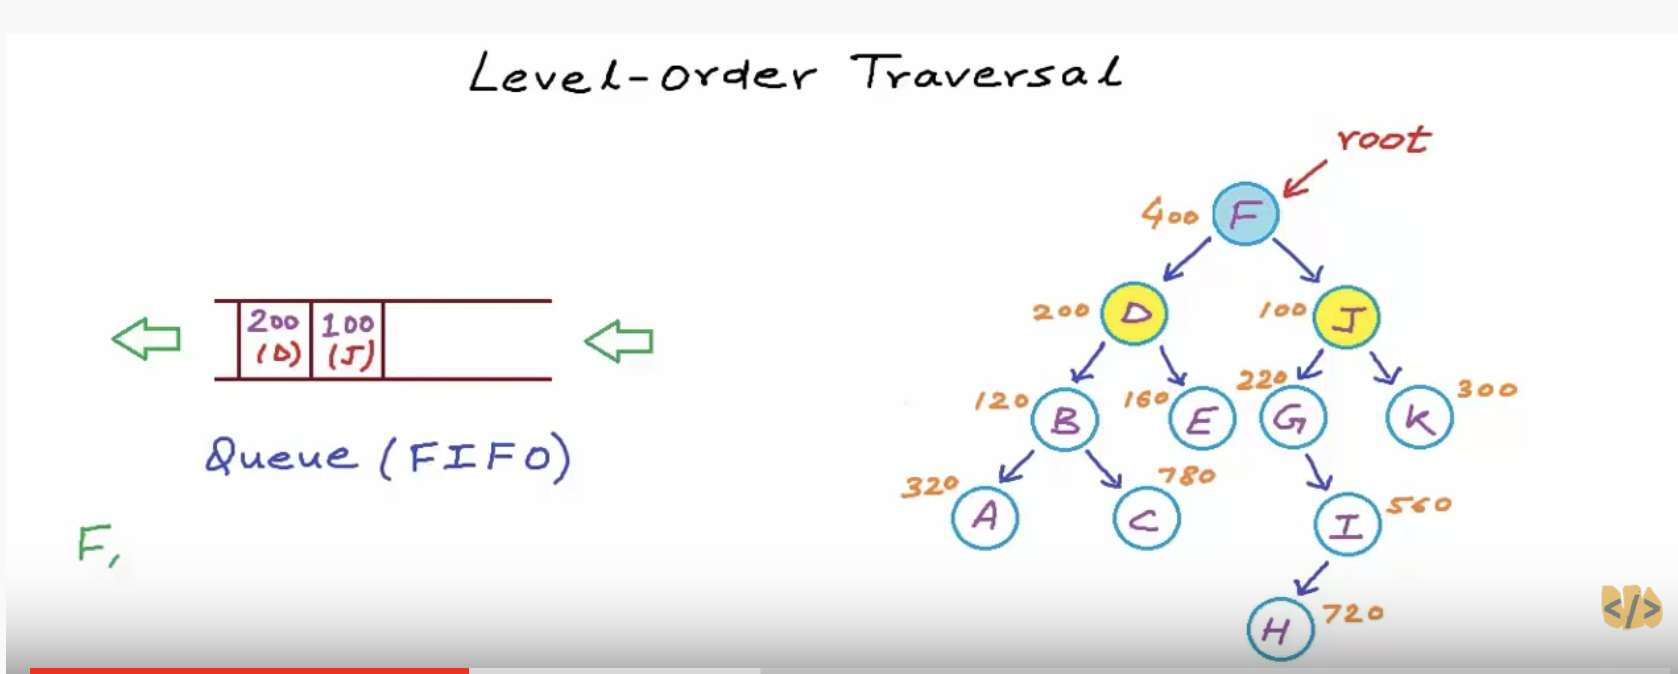 Level-order Traversal
root
400 F
200 D 100 J
200 100
(D) (J)
120 B 160 E 220 G K 300
Queue (FIFO)
320 A C 780 I 560
F,
H 720
</>